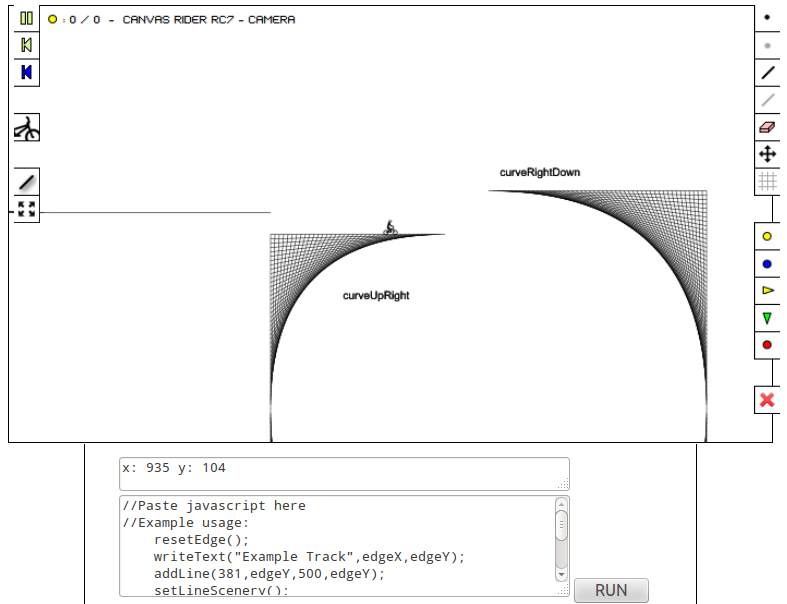 : 0 / 0 - CANVAS RIDER RC7 - CAMERA
curveRightDown
curveUpRight
x: 935 y: 104
//Paste javascript here
//Example usage:
resetEdge();
writeText("Example Track",edgeX,edgeY);
addLine(381,edgeY,500,edgeY);
setLineScenery();
RUN